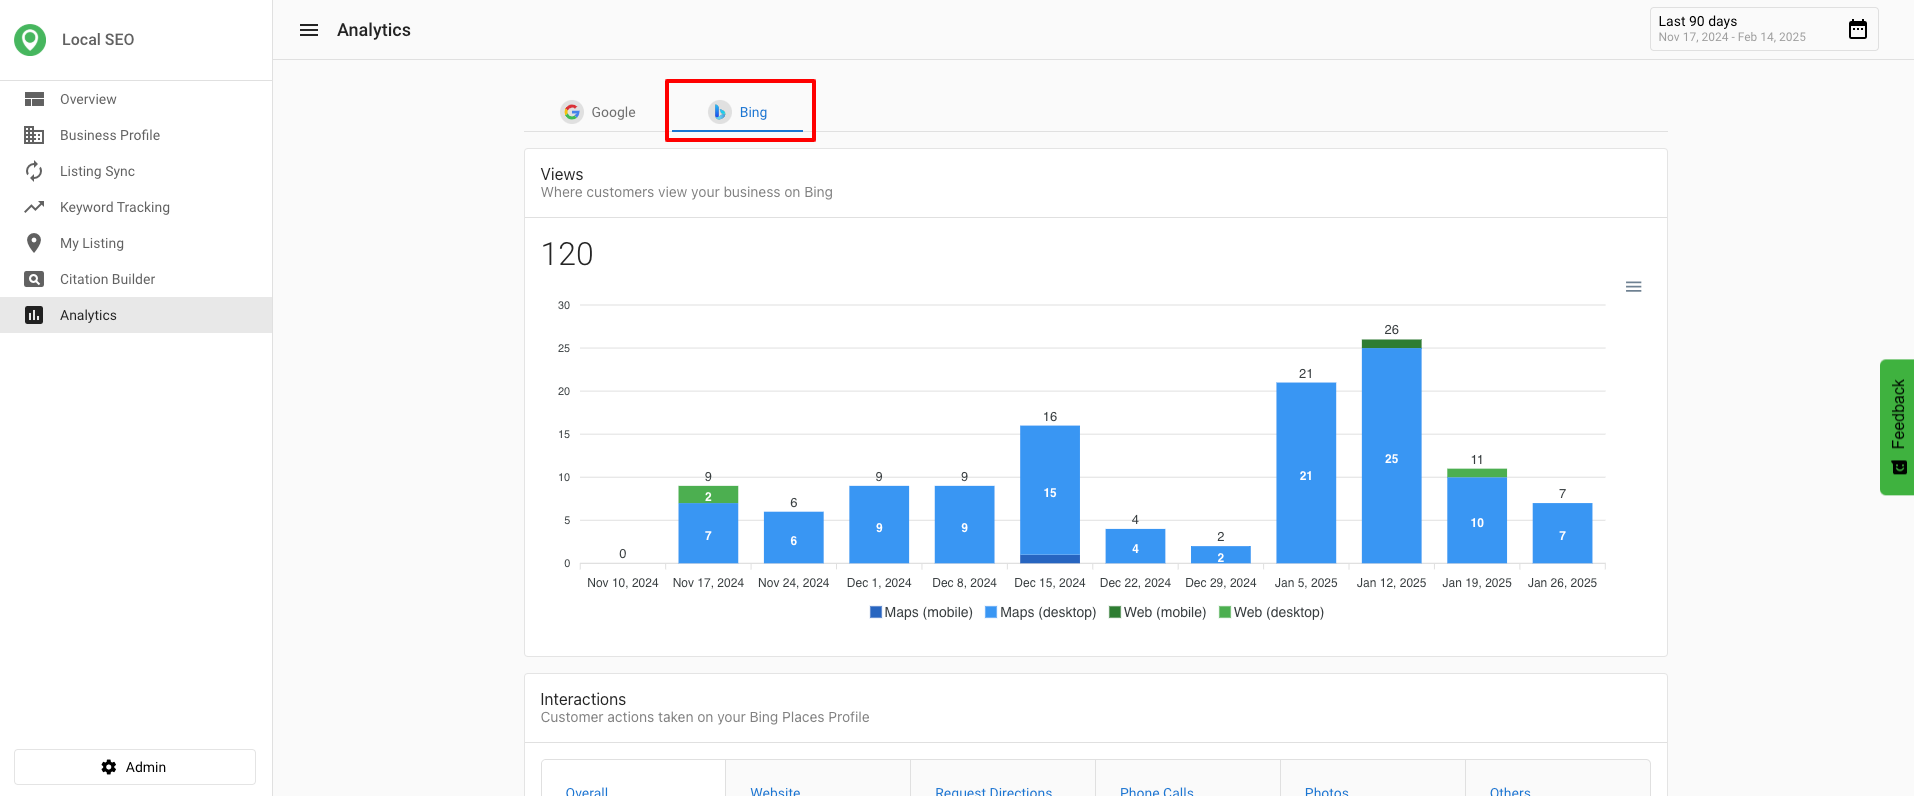 Local SEO
Overview
Business Profile
Listing Sync
Keyword Tracking
My Listing
Citation Builder
Analytics
Admin
Analytics
Last 90 days
Nov 17, 2024 - Feb 14, 2025
Google Bing
Views
Where customers view your business on Bing
120
30
25
20
15
10
5
0
0
9
2
7
6
6
9
9
9
9
16
15
4
4
2
2
21
21
26
25
11
10
7
7
Nov 10, 2024 Nov 17, 2024 Nov 24, 2024 Dec 1, 2024 Dec 8, 2024 Dec 15, 2024 Dec 22, 2024 Dec 29, 2024 Jan 5, 2025 Jan 12, 2025 Jan 19, 2025 Jan 26, 2025
Maps (mobile) Maps (desktop) Web (mobile) Web (desktop)
Interactions
Customer actions taken on your Bing Places Profile
Overall Website Request Directions Phone Calls Photos Others
Feedback